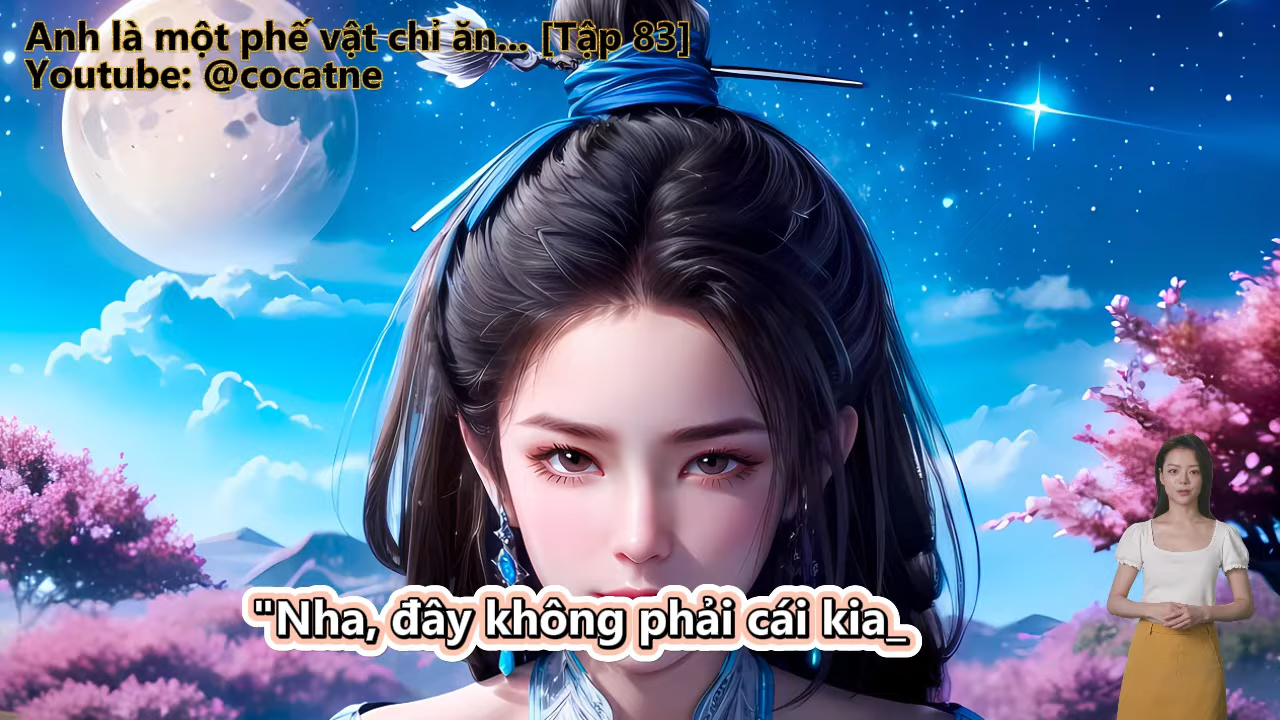 Anh là một phế vật chỉ ăn... [Tập 83]
Youtube: @cocatne
"Nha, đây không phải cái kia_